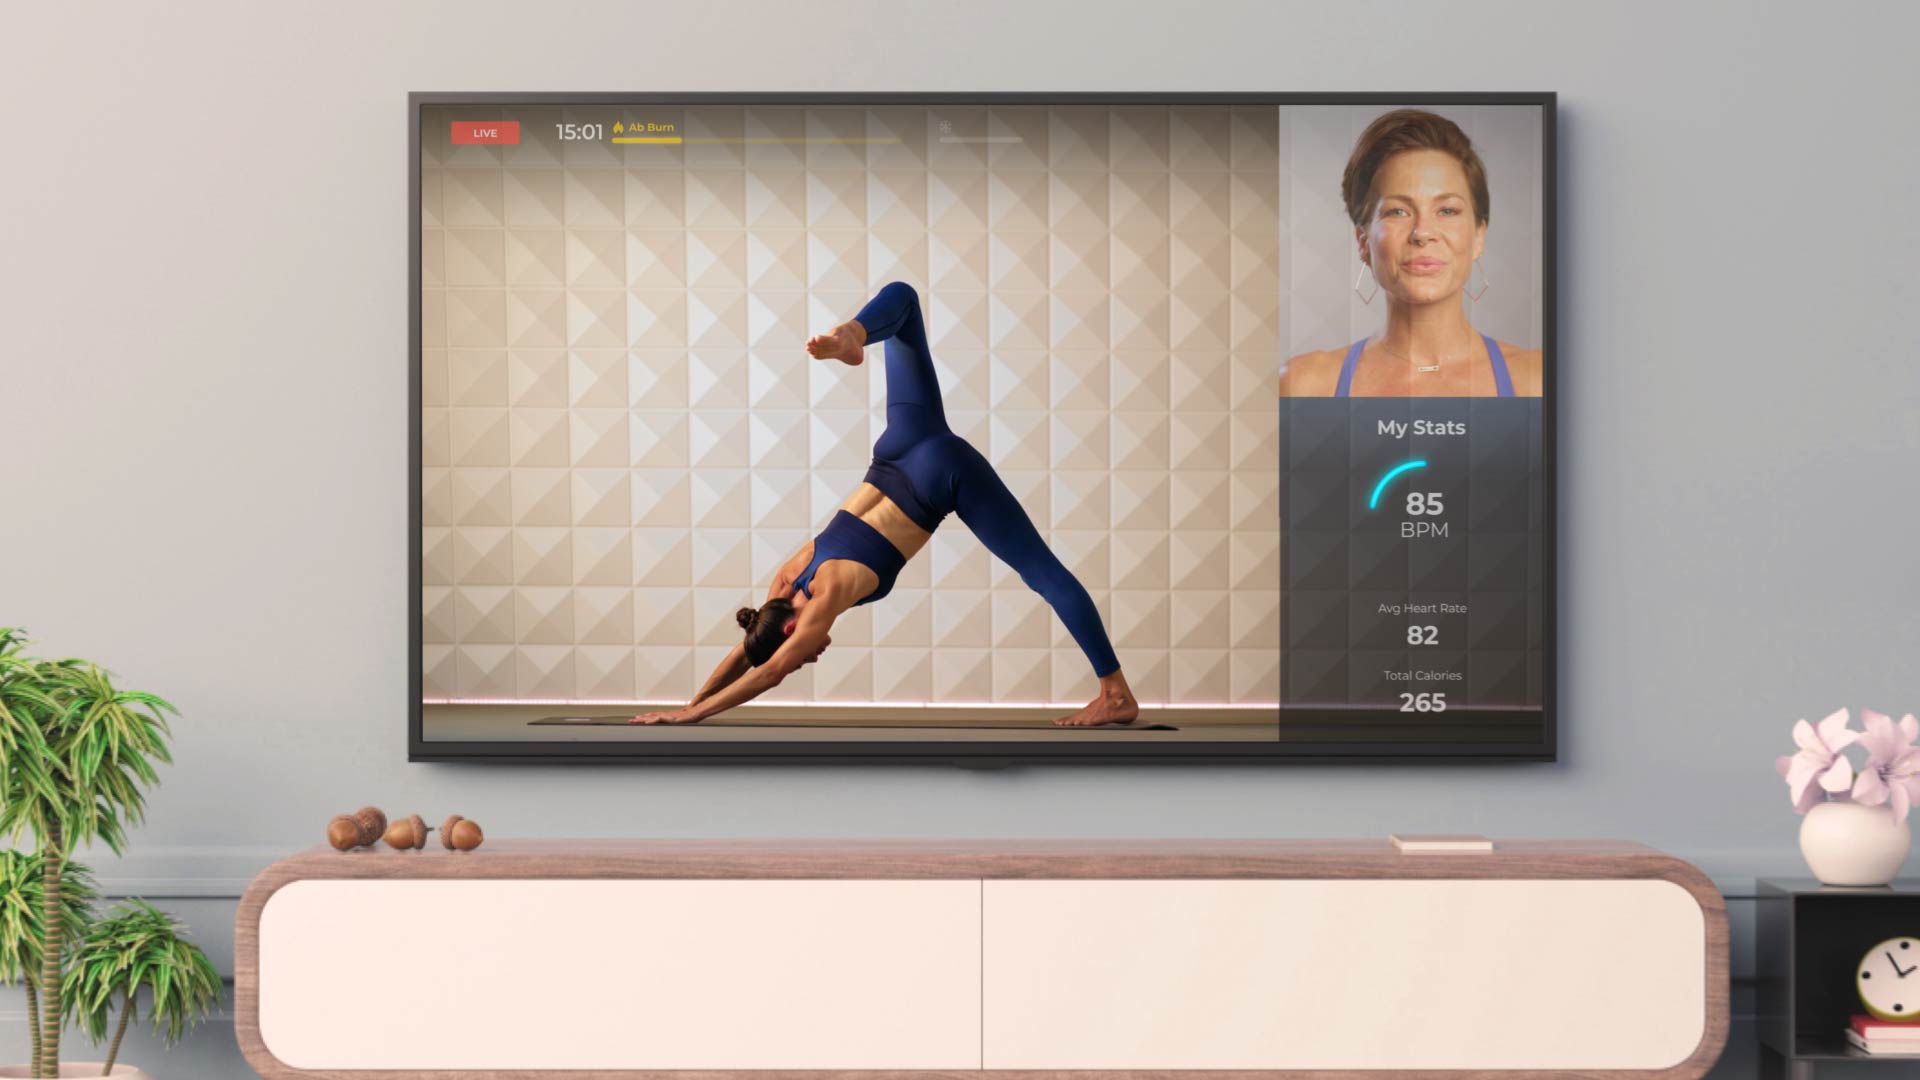 LIVE
15:01
Ab Burn
My Stats
85
BPM
Avg Heart Rate
82
Total Calories
265